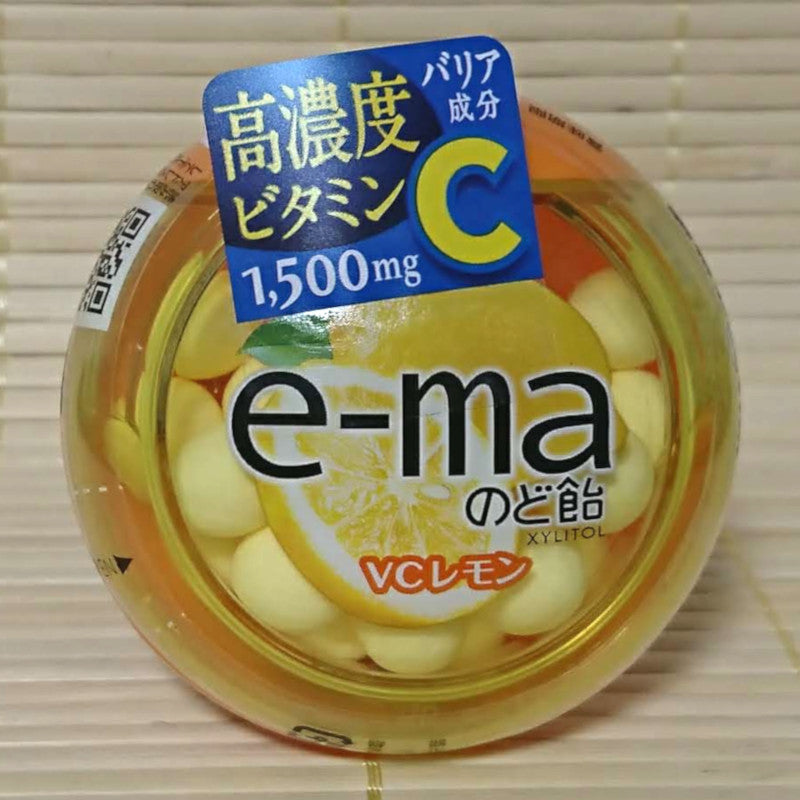 高濃度
ビタミン
バリア
成分
C
1,500mg
e-ma
のど飴
XYLITOL
VCレモン